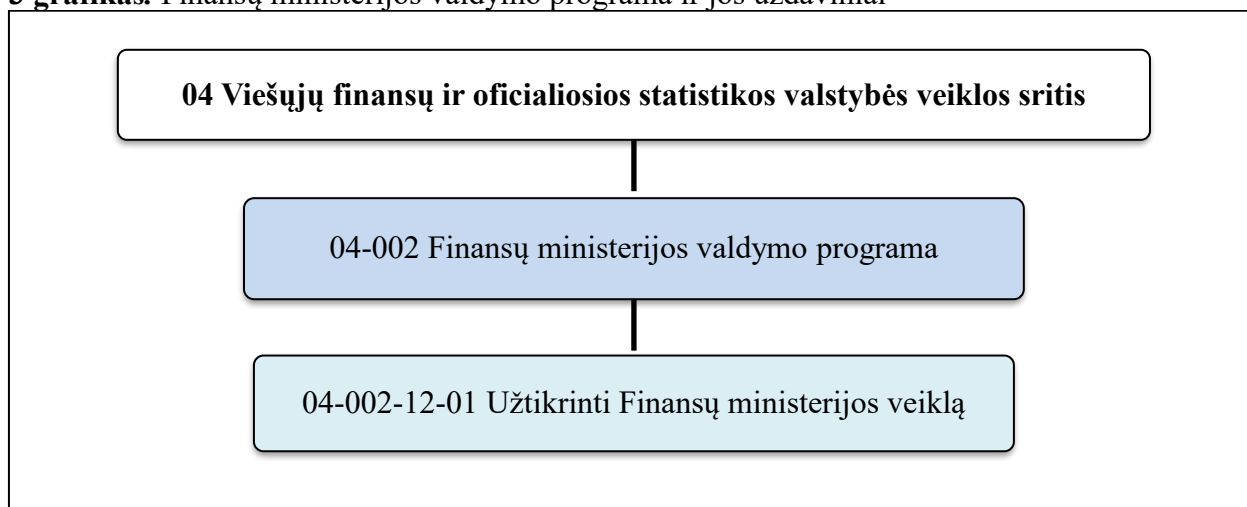 3 grafikas. Finansų ministerijos valdymo programa ir jos uždaviniai
04 Viešųjų finansų ir oficialiosios statistikos valstybės veiklos sritis
04-002 Finansų ministerijos valdymo programa
04-002-12-01 Užtikrinti Finansų ministerijos veiklą